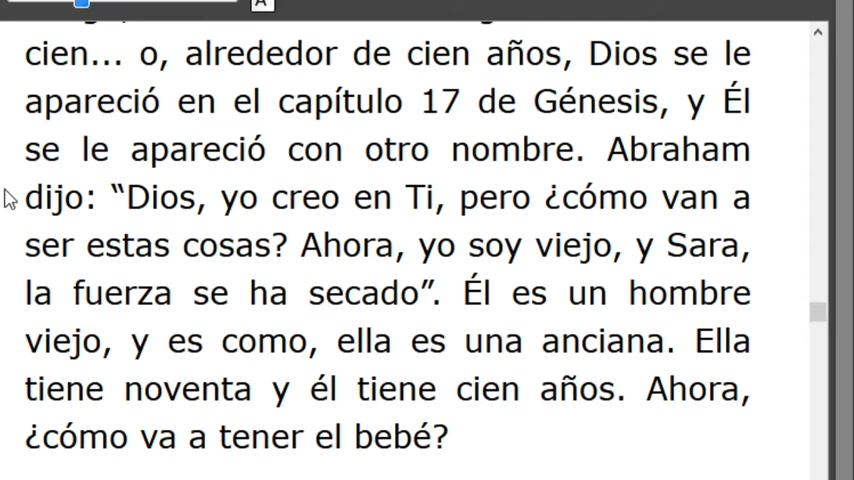 A
cien... o, alrededor de cien años, Dios se le
apareció en el capítulo 17 de Génesis, y Él
se le apareció con otro nombre. Abraham
dijo: “Dios, yo creo en Ti, pero ¿cómo van a
ser estas cosas? Ahora, yo soy viejo, y Sara,
la fuerza se ha secado”. Él es un hombre
viejo, y es como, ella es una anciana. Ella
tiene noventa y él tiene cien años. Ahora,
¿cómo va a tener el bebé?